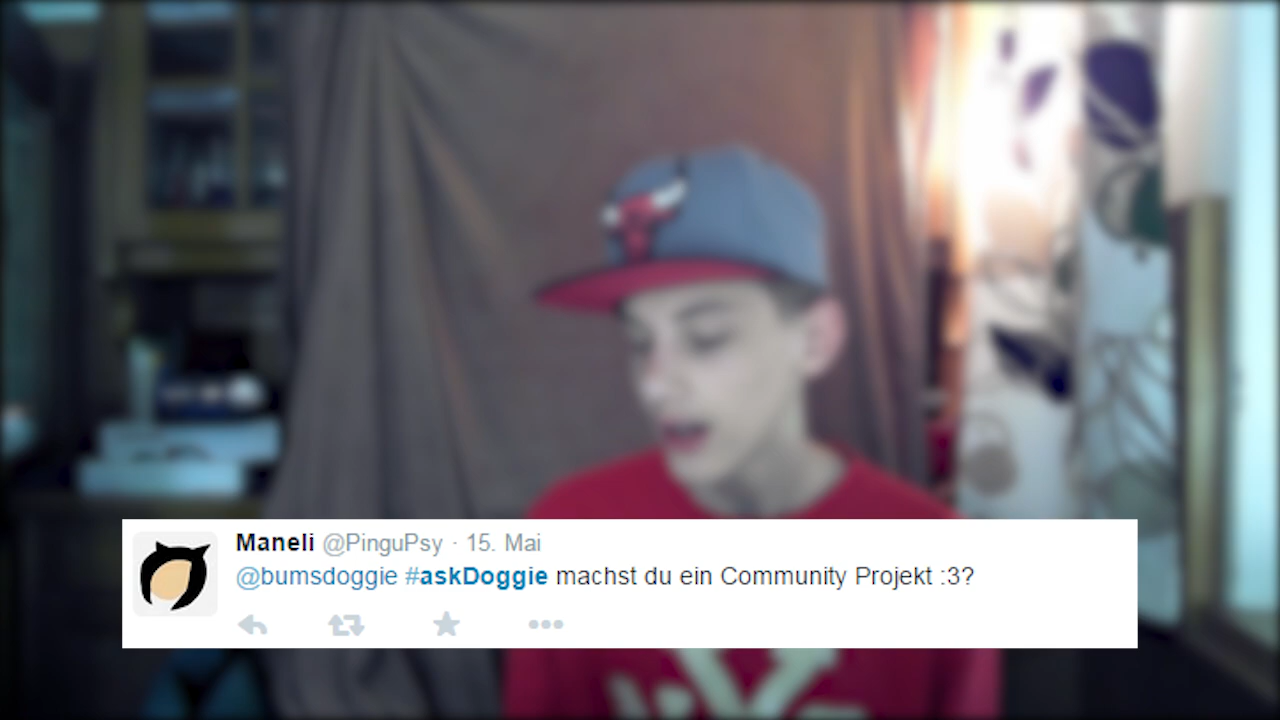 Maneli @PinguPsy · 15. Mai
@bumsdoggie #askDoggie machst du ein Community Projekt :3?